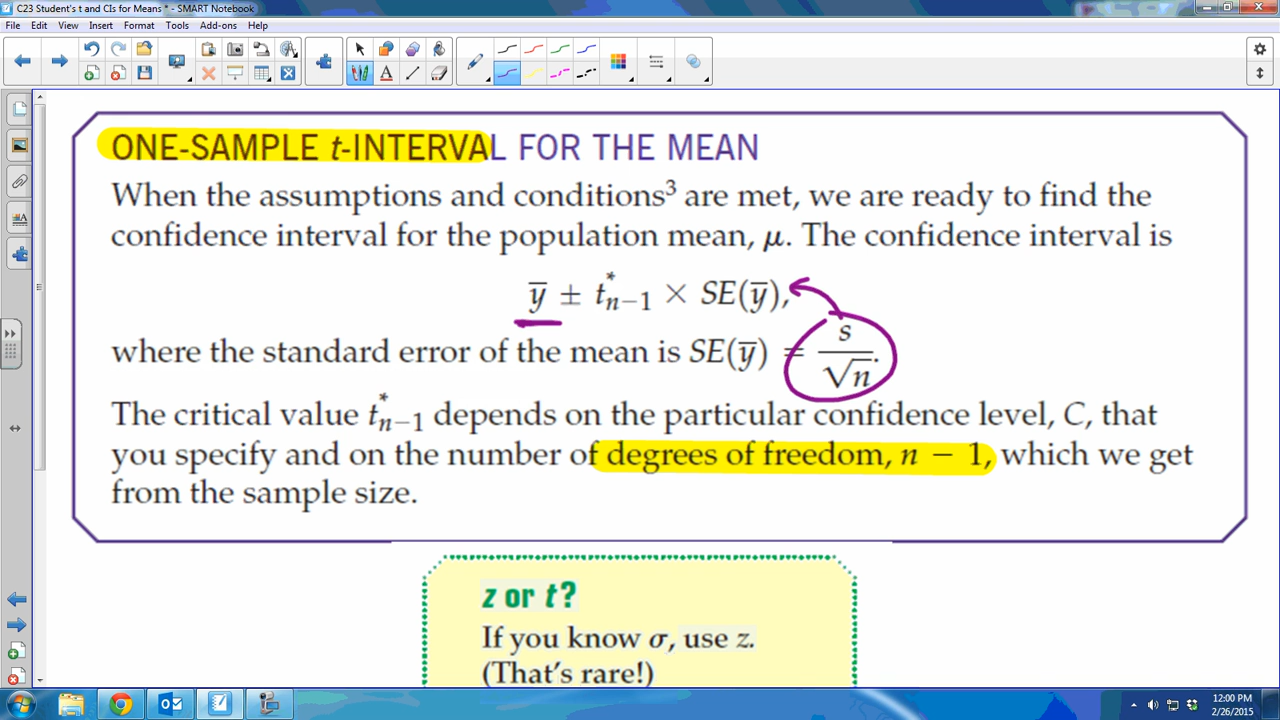 C23 Student's t and CIs for Means * - SMART Notebook
File Edit View Insert Format Tools Add-ons Help
ONE-SAMPLE t-INTERVAL FOR THE MEAN
When the assumptions and conditions³ are met, we are ready to find the
confidence interval for the population mean, μ. The confidence interval is
ȳ ± t*ₙ₋₁ × SE(ȳ),
where the standard error of the mean is SE(ȳ) = s/√n.
The critical value t*ₙ₋₁ depends on the particular confidence level, C, that
you specify and on the number of degrees of freedom, n − 1, which we get
from the sample size.
z or t?
If you know σ, use z.
(That's rare!)
12:00 PM
2/26/2015